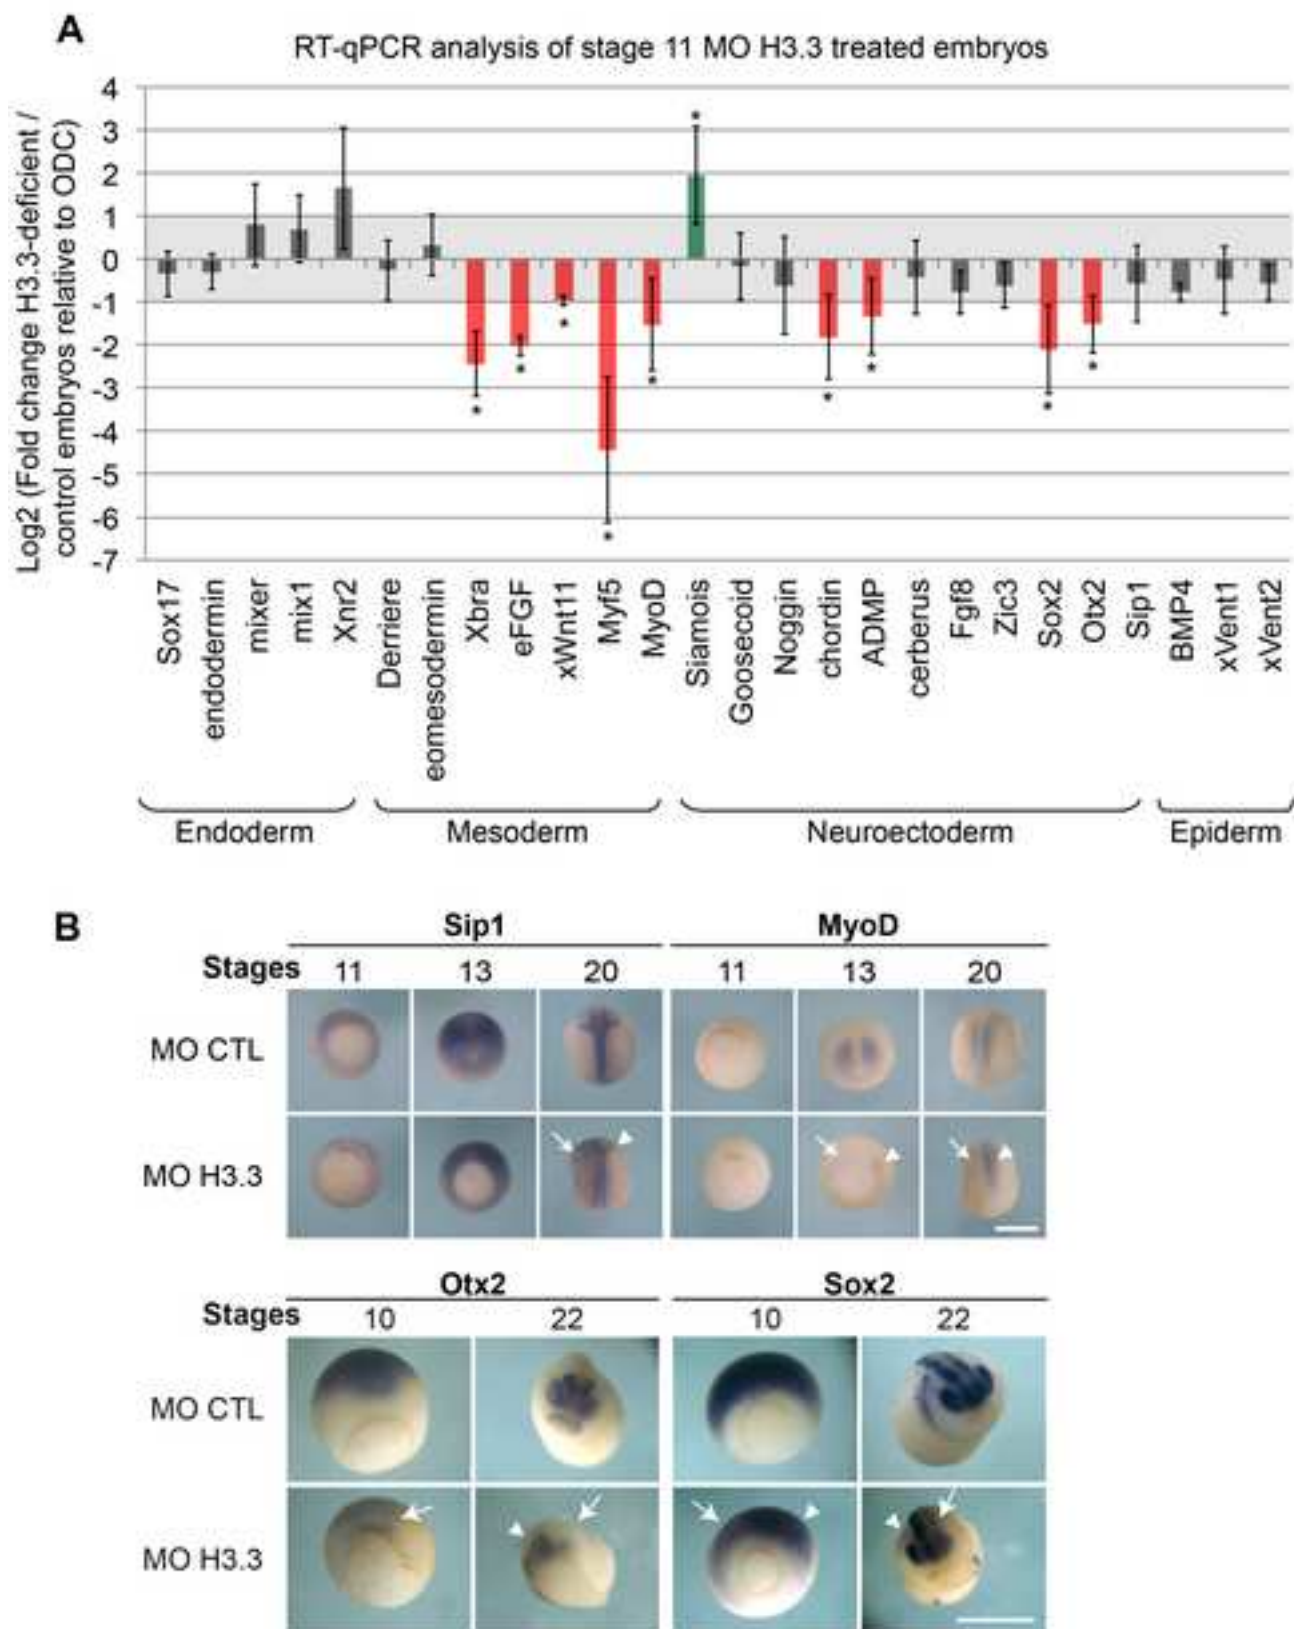 A
RT-qPCR analysis of stage 11 MO H3.3 treated embryos
Log2 (Fold change H3.3-deficient /
control embryos relative to ODC)
4
3
2
1
0
-1
-2
-3
-4
-5
-6
-7
* * * * * * * * * *
Sox17
endodermin
mixer
mix1
Xnr2
Derriere
eomesodermin
Xbra
eFGF
xWnt11
Myf5
MyoD
Siamois
Goosecoid
Noggin
chordin
ADMP
cerberus
Fgf8
Zic3
Sox2
Otx2
Sip1
BMP4
xVent1
xVent2
Endoderm Mesoderm Neuroectoderm Epiderm
B
Sip1 MyoD
Stages 11 13 20 11 13 20
MO CTL
MO H3.3
Otx2 Sox2
Stages 10 22 10 22
MO CTL
MO H3.3